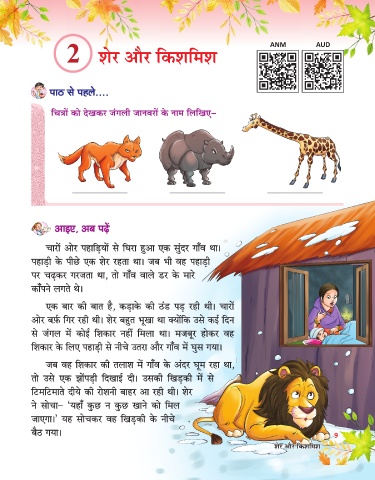 2 शेर और किशमिश
ANM AUD
पाठ से पहले....
चित्रों को देखकर जंगली जानवरों के नाम लिखिए–
आइए, अब पढ़ें
चारों ओर पहाड़ियों से घिरा हुआ एक सुंदर गाँव था।
पहाड़ी के पीछे एक शेर रहता था। जब भी वह पहाड़ी
पर चढ़कर गरजता था, तो गाँव वाले डर के मारे
काँपने लगते थे।
एक बार की बात है, कड़ाके की ठंड पड़ रही थी। चारों
ओर बर्फ़ गिर रही थी। शेर बहुत भूखा था क्योंकि उसे कई दिन
से जंगल में कोई शिकार नहीं मिला था। मजबूर होकर वह
शिकार के लिए पहाड़ी से नीचे उतरा और गाँव में घुस गया।
जब वह शिकार की तलाश में गाँव के अंदर घूम रहा था,
तो उसे एक झोंपड़ी दिखाई दी। उसकी खिड़की में से
टिमटिमाते दीये की रोशनी बाहर आ रही थी। शेर
ने सोचा– ‘यहाँ कुछ न कुछ खाने को मिल
जाएगा।’ यह सोचकर वह खिड़की के नीचे
बैठ गया।
9
शेर और किशमिश